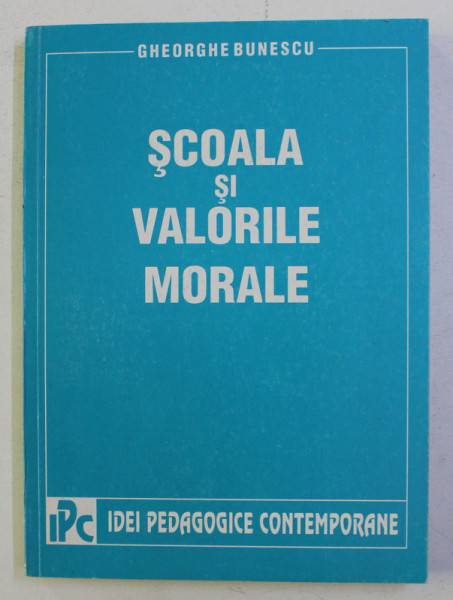 GHEORGHE BUNESCU
ŞCOALA
ŞI
VALORILE
MORALE
IPC IDEI PEDAGOGICE CONTEMPORANE